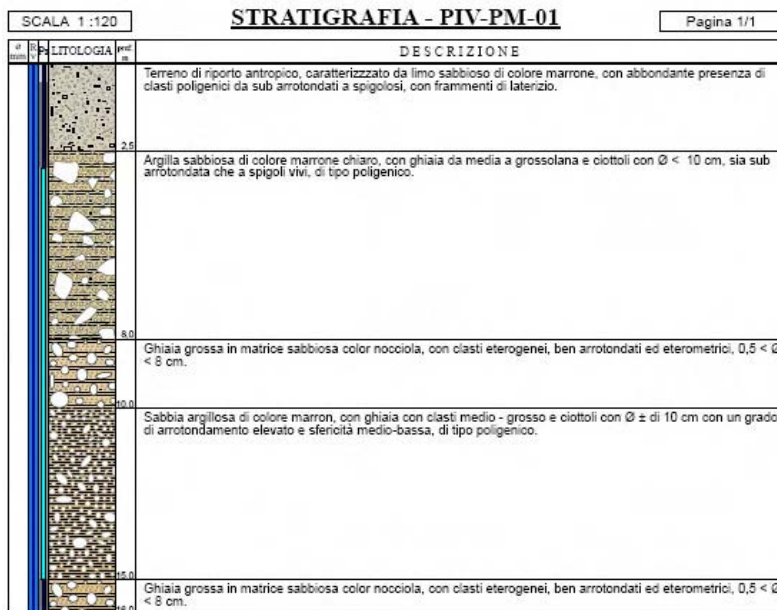 SCALA 1:120
STRATIGRAFIA - PIV-PM-01
Pagina 1/1
ø mm
R v
Pz
LITOLOGIA
prof. m
DESCRIZIONE
Terreno di riporto antropico, caratterizzzato da limo sabbioso di colore marrone, con abbondante presenza di
clasti poligenici da sub arrotondati a spigolosi, con frammenti di laterizio.
2,5
Argilla sabbiosa di colore marrone chiaro, con ghiaia da media a grossolana e ciottoli con Ø < 10 cm, sia sub
arrotondata che a spigoli vivi, di tipo poligenico.
8,0
Ghiaia grossa in matrice sabbiosa color nocciola, con clasti eterogenei, ben arrotondati ed eterometrici, 0,5 < Ø
< 8 cm.
10,0
Sabbia argillosa di colore marron, con ghiaia con clasti medio - grosso e ciottoli con Ø ± di 10 cm con un grado
di arrotondamento elevato e sfericità medio-bassa, di tipo poligenico.
15,0
Ghiaia grossa in matrice sabbiosa color nocciola, con clasti eterogenei, ben arrotondati ed eterometrici, 0,5 < Ø
< 8 cm.
16,0